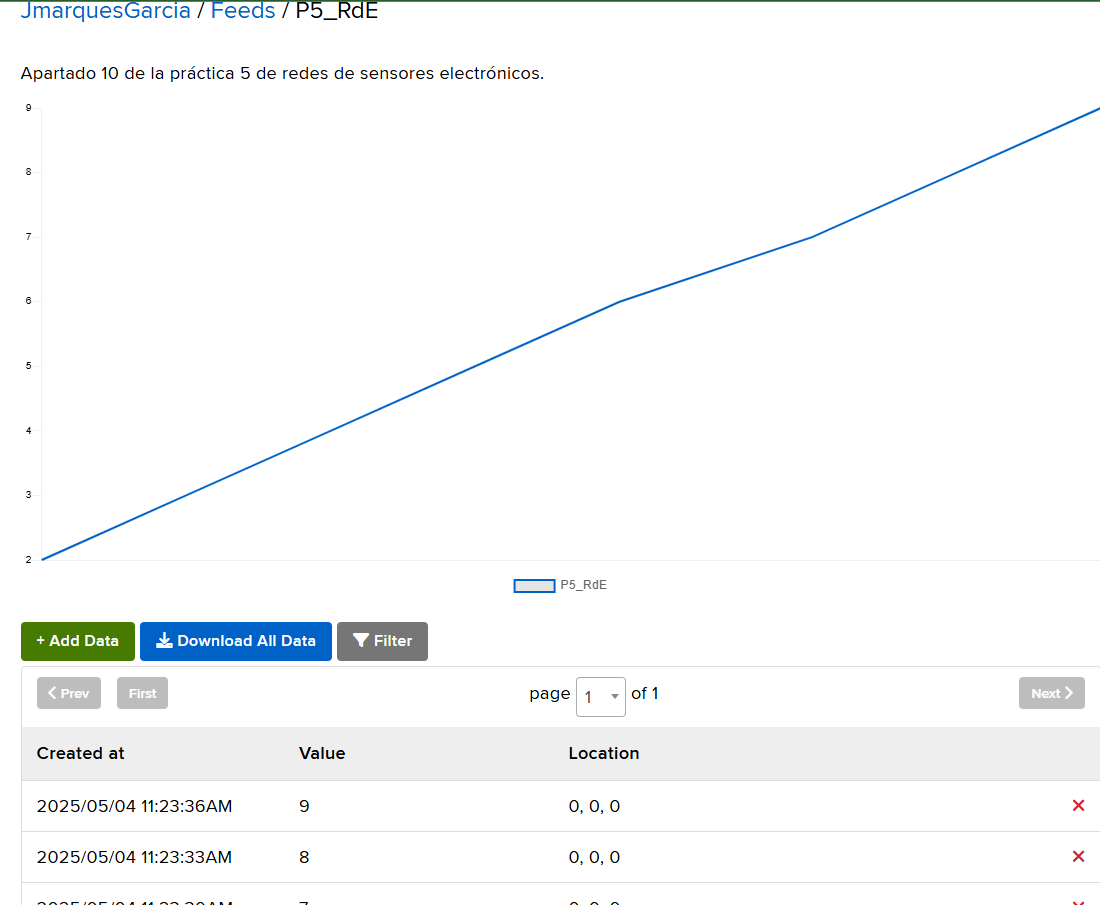 JmarquesGarcia / Feeds / P5_RdE
Apartado 10 de la práctica 5 de redes de sensores electrónicos.
9
8
7
6
5
4
3
2
P5_RdE
+ Add Data Download All Data Filter
Prev First page 1 of 1 Next
Created at Value Location
2025/05/04 11:23:36AM 9 0, 0, 0
2025/05/04 11:23:33AM 8 0, 0, 0